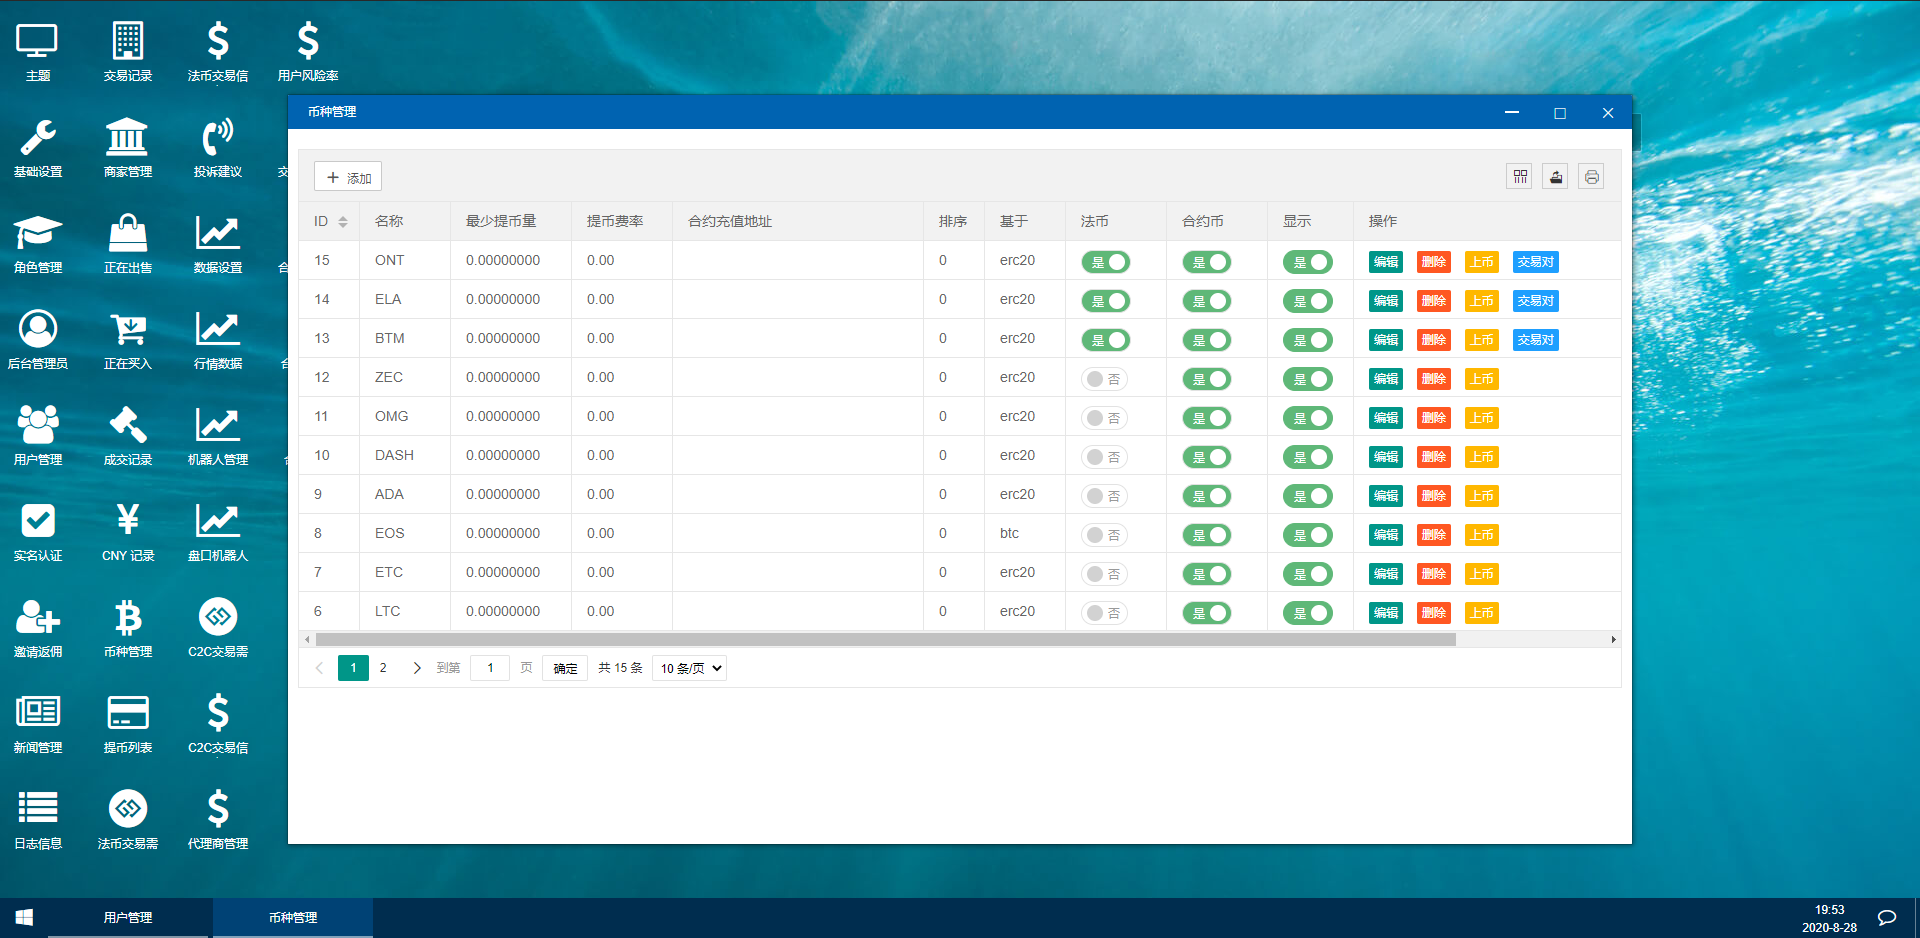 主题
交易记录
法币交易信
用户风险率
基础设置
商家管理
投诉建议
交
角色管理
正在出售
数据设置
合
后台管理员
正在买入
行情数据
合
用户管理
成交记录
机器人管理
合
实名认证
CNY 记录
盘口机器人
邀请返佣
币种管理
C2C交易需
新闻管理
提币列表
C2C交易信
日志信息
法币交易需
代理商管理
币种管理
添加
ID 名称 最少提币量 提币费率 合约充值地址 排序 基于 法币 合约币 显示 操作
15 ONT 0.00000000 0.00 0 erc20 是 是 是 编辑 删除 上币 交易对
14 ELA 0.00000000 0.00 0 erc20 是 是 是 编辑 删除 上币 交易对
13 BTM 0.00000000 0.00 0 erc20 是 是 是 编辑 删除 上币 交易对
12 ZEC 0.00000000 0.00 0 erc20 否 是 是 编辑 删除 上币
11 OMG 0.00000000 0.00 0 erc20 否 是 是 编辑 删除 上币
10 DASH 0.00000000 0.00 0 erc20 否 是 是 编辑 删除 上币
9 ADA 0.00000000 0.00 0 erc20 否 是 是 编辑 删除 上币
8 EOS 0.00000000 0.00 0 btc 否 是 是 编辑 删除 上币
7 ETC 0.00000000 0.00 0 erc20 否 是 是 编辑 删除 上币
6 LTC 0.00000000 0.00 0 erc20 否 是 是 编辑 删除 上币
1 2 到第 1 页 确定 共 15 条 10 条/页
用户管理
币种管理
19:53
2020-8-28